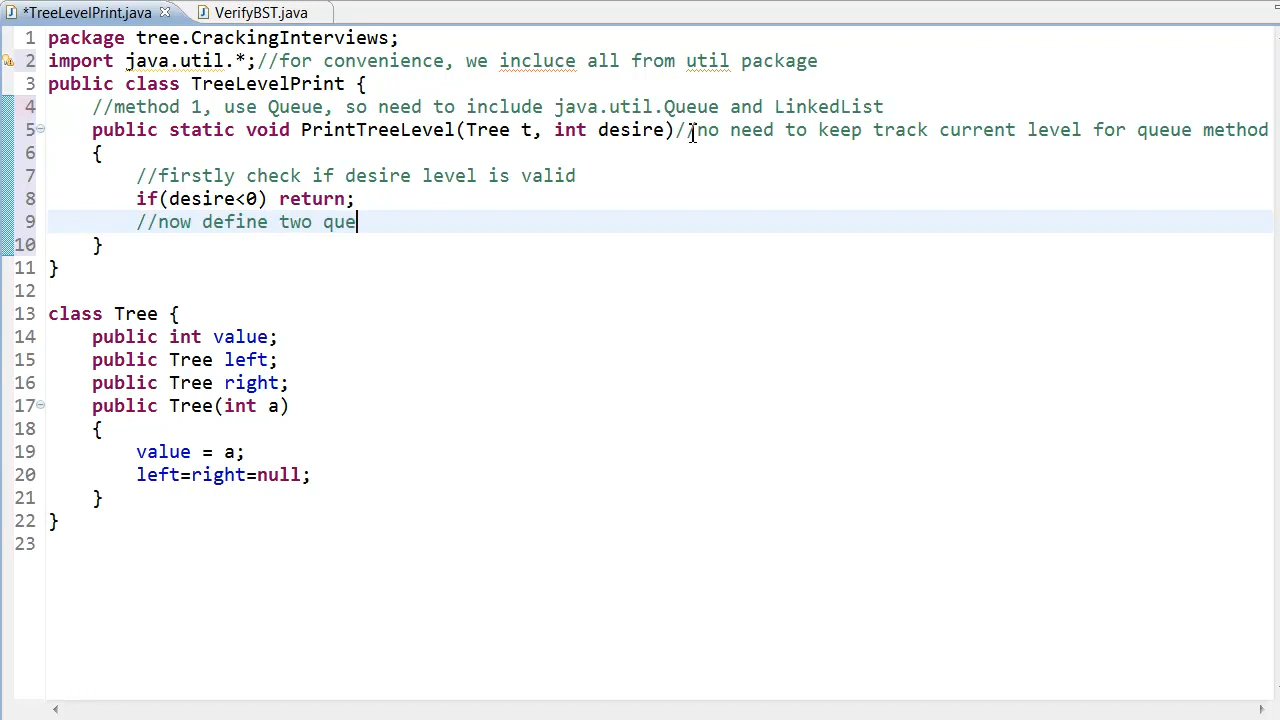 *TreeLevelPrint.java VerifyBST.java
1 package tree.CrackingInterviews;
2 import java.util.*;//for convenience, we incluce all from util package
3 public class TreeLevelPrint {
4 //method 1, use Queue, so need to include java.util.Queue and LinkedList
5 public static void PrintTreeLevel(Tree t, int desire)//no need to keep track current level for queue method
6 {
7 //firstly check if desire level is valid
8 if(desire<0) return;
9 //now define two que
10 }
11 }
12
13 class Tree {
14 public int value;
15 public Tree left;
16 public Tree right;
17 public Tree(int a)
18 {
19 value = a;
20 left=right=null;
21 }
22 }
23